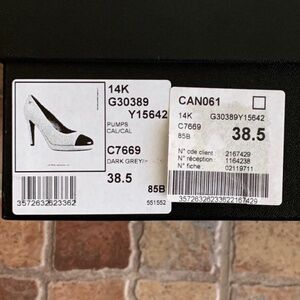 14K
G30389
Y15642
PUMPS
CAL/CAL
C7669
DARK GREY/
38.5
85B
3572632623362
551552
CAN061
14K G30389Y15642
C7669
85B
38.5
N° cde client 2167429
N° réception 1164238
N° fiche 02119711